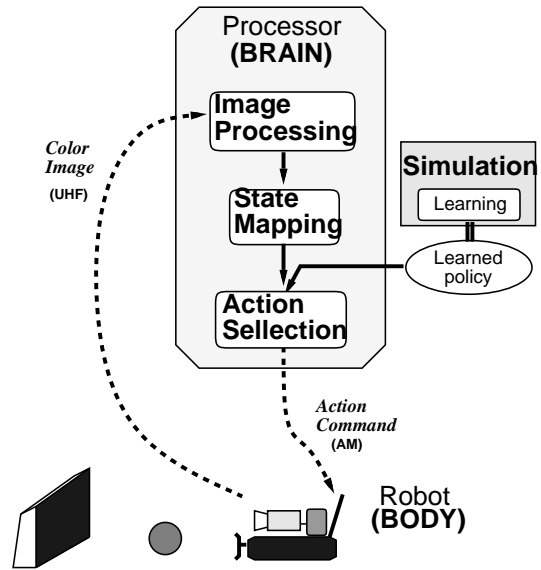 Processor
(BRAIN)
Image
Processing
Color
Image
(UHF)
State
Mapping
Simulation
Learning
Learned
policy
Action
Sellection
Action
Command
(AM)
Robot
(BODY)